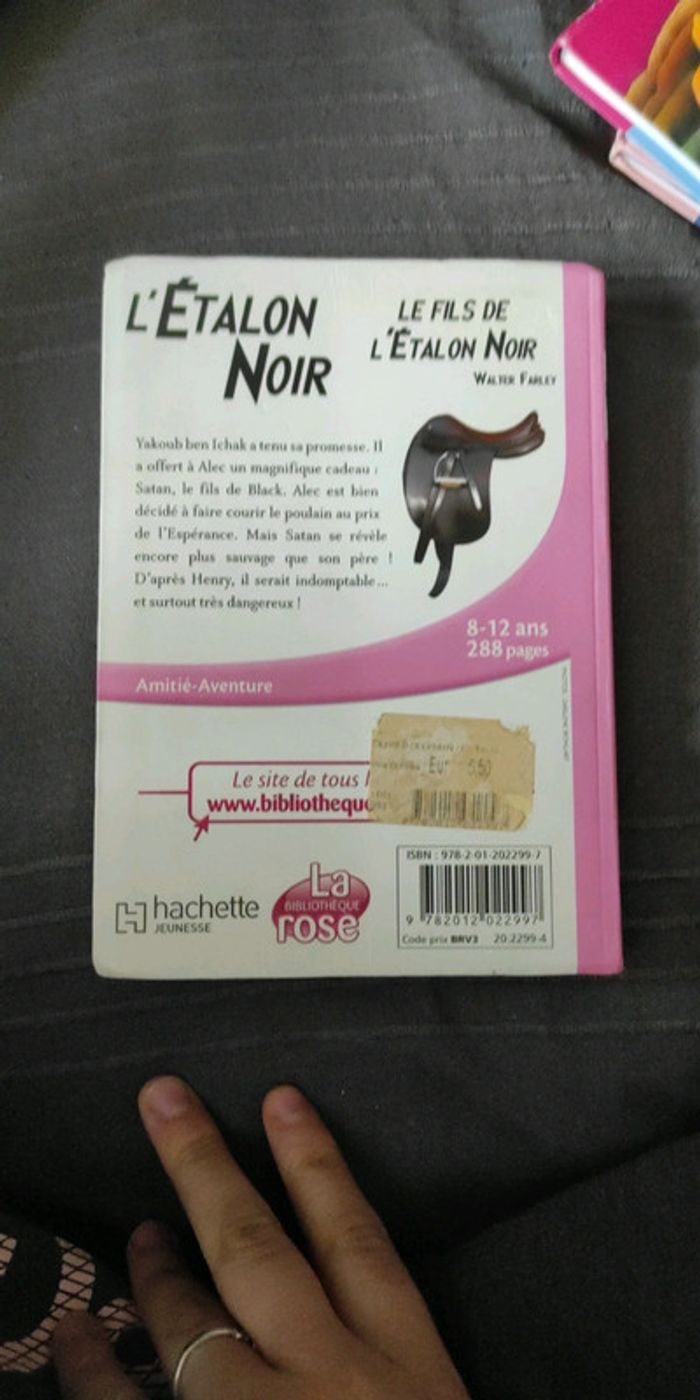 L'ÉTALON
NOIR
LE FILS DE
L'ÉTALON NOIR
WALTER FARLEY
Yakoub ben Ichak a tenu sa promesse. Il
a offert à Alec un magnifique cadeau :
Satan, le fils de Black. Alec est bien
décidé à faire courir le poulain au prix
de l'Espérance. Mais Satan se révèle
encore plus sauvage que son père !
D'après Henry, il serait indomptable...
et surtout très dangereux !
8-12 ans
288 pages
Amitié-Aventure
Eur 5.50
Le site de tous l
www.bibliotheque
hachette
JEUNESSE
La
BIBLIOTHÈQUE
rose
ISBN : 978-2-01-202299-7
9 782012 022997
Code prix BRV3 20.2299-4